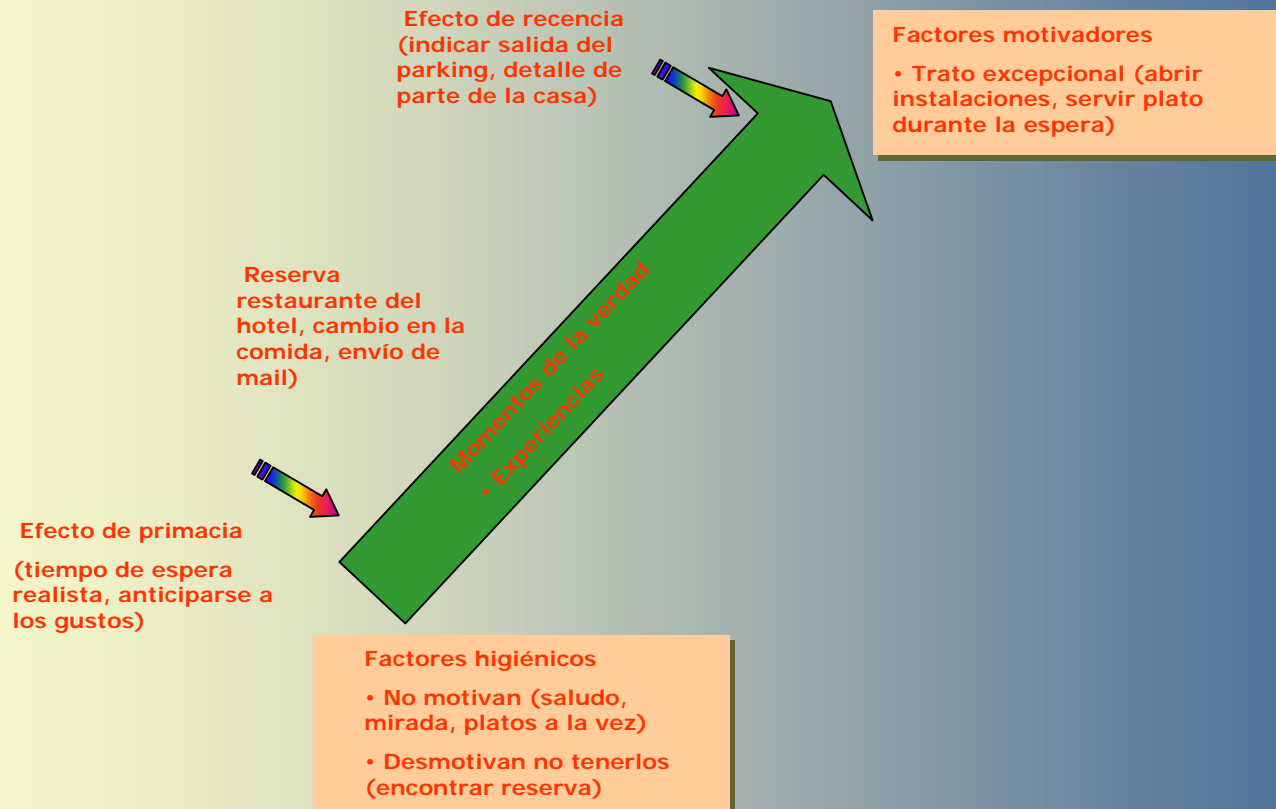 Efecto de recencia
(indicar salida del
parking, detalle de
parte de la casa)
Factores motivadores
• Trato excepcional (abrir
instalaciones, servir plato
durante la espera)
Reserva
restaurante del
hotel, cambio en la
comida, envío de
mail)
Momentos de la verdad
• Experiencias
Efecto de primacia
(tiempo de espera
realista, anticiparse a
los gustos)
Factores higiénicos
• No motivan (saludo,
mirada, platos a la vez)
• Desmotivan no tenerlos
(encontrar reserva)